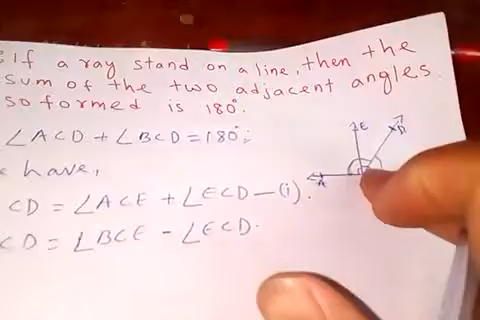 : If a ray stand on a line, then the
sum of the two adjacent angles
so formed is 180°.
∠ACD + ∠BCD = 180°;
have,
CD = ∠ACE + ∠ECD — (i).
CD = ∠BCE - ∠ECD.
E
D
A